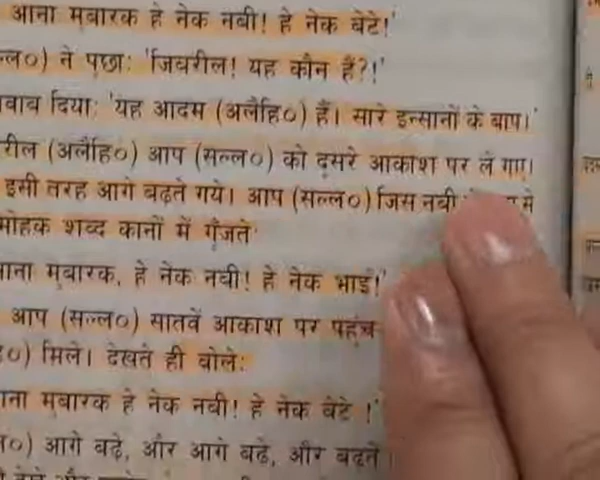 आना मुबारक हे नेक नबी! हे नेक बेटे!'
ल्ल०) ने पूछा: 'जिबरील! यह कौन हैं?!'
वाब दिया: 'यह आदम (अलैहि०) हैं। सारे इन्सानों के बाप।'
रील (अलैहि०) आप (सल्ल०) को दूसरे आकाश पर ले गए।
इसी तरह आगे बढ़ते गये। आप (सल्ल०) जिस नबी
मोहक शब्द कानों में गूँजते
ाना मुबारक, हे नेक नबी! हे नेक भाई!'
आप (सल्ल०) सातवें आकाश पर पहुंच
०) मिले। देखते ही बोले:
ाना मुबारक हे नेक नबी! हे नेक बेटे !'
ल०) आगे बढ़े, और आगे बढ़े, और बढ़ते